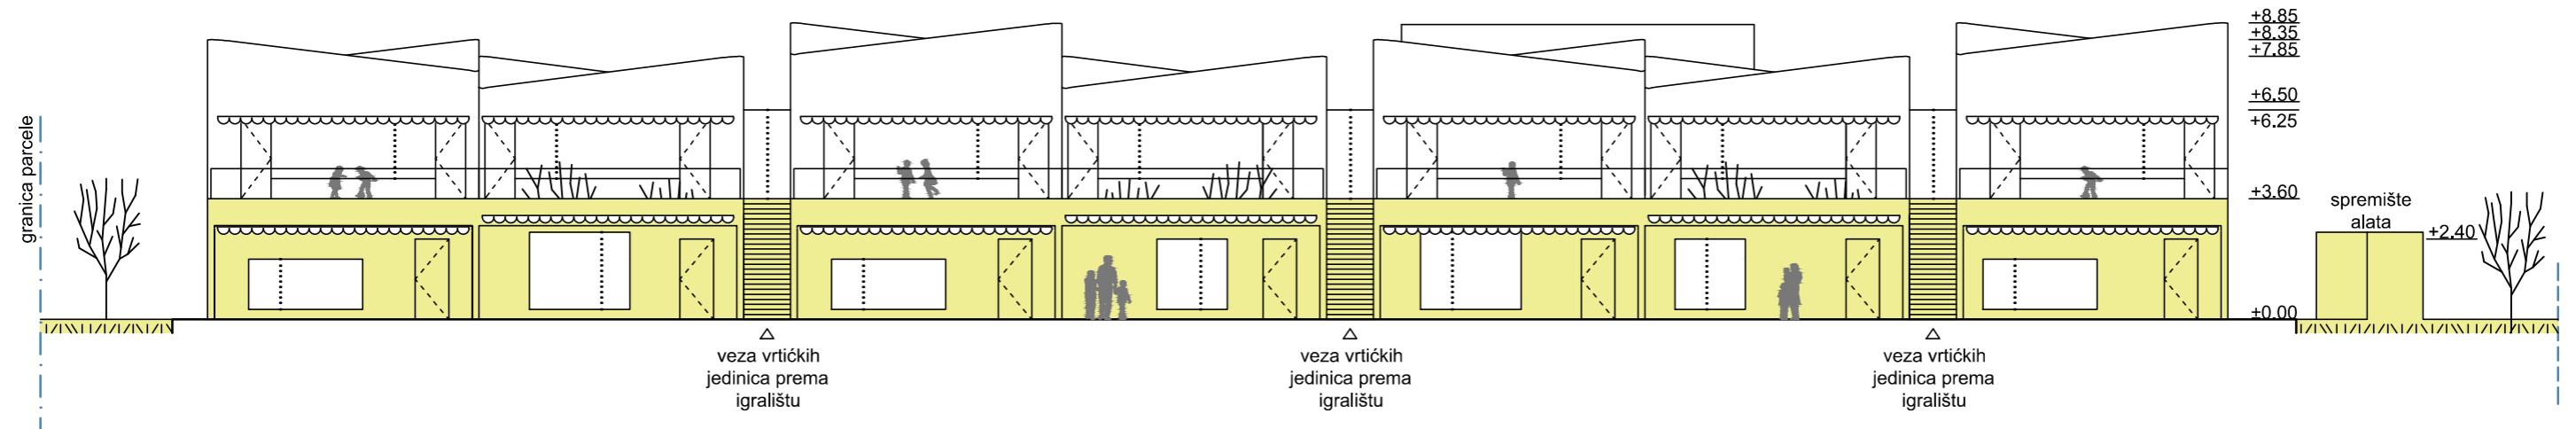 granica parcele
+8.85
+8.35
+7.85
+6.50
+6.25
+3.60
±0.00
spremište
alata
+2.40
veza vrtićkih
jedinica prema
igralištu
veza vrtićkih
jedinica prema
igralištu
veza vrtićkih
jedinica prema
igralištu